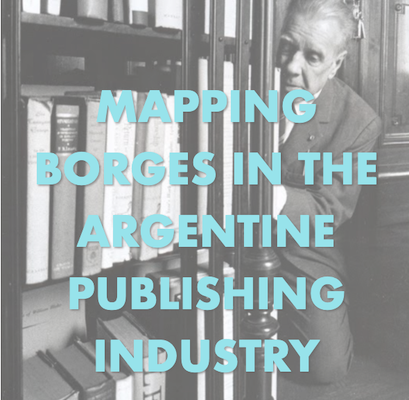 MAPPING
BORGES IN THE
ARGENTINE
PUBLISHING
INDUSTRY